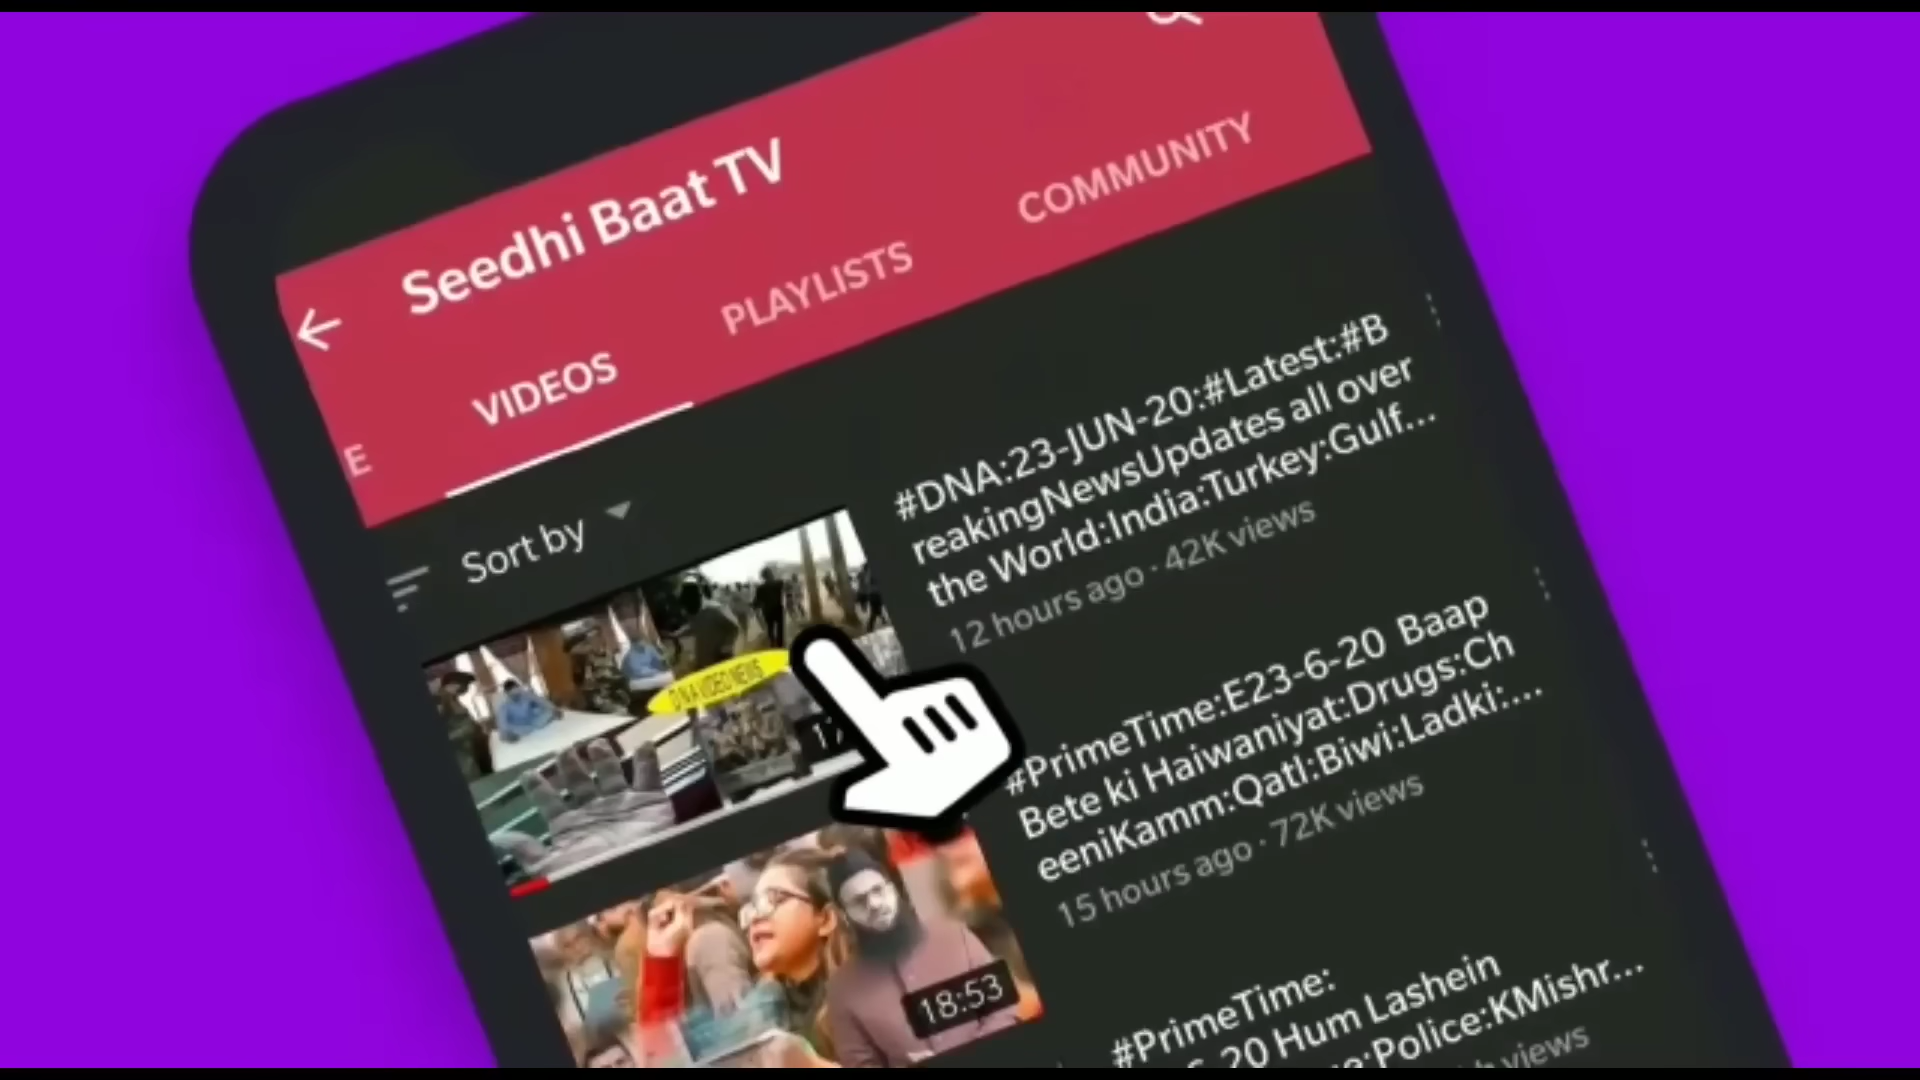 Seedhi Baat TV
E
VIDEOS
PLAYLISTS
COMMUNITY
Sort by
#DNA:23-JUN-20:#Latest:#B
reakingNewsUpdates all over
the World:India:Turkey:Gulf...
12 hours ago · 42K views
D N A VIDEO NEWS
#PrimeTime:E23-6-20 Baap
Bete ki Haiwaniyat:Drugs:Ch
eeniKamm:Qatl:Biwi:Ladki:...
15 hours ago · 72K views
18:53
#PrimeTime:
20 Hum Lashein
:Police:KMishr...
views